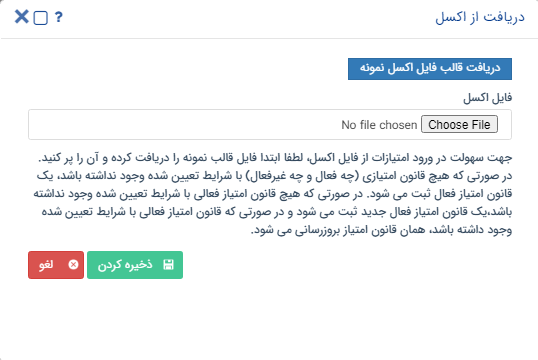 دریافت از اکسل
?
دریافت قالب فایل اکسل نمونه
فایل اکسل
Choose File No file chosen
جهت سهولت در ورود امتیازات از فایل اکسل، لطفا ابتدا فایل قالب نمونه را دریافت کرده و آن را پر کنید.
در صورتی که هیچ قانون امتیازی (چه فعال و چه غیرفعال) با شرایط تعیین شده وجود نداشته باشد، یک
قانون امتیاز فعال ثبت می شود. در صورتی که هیچ قانون امتیاز فعالی با شرایط تعیین شده وجود نداشته
باشد،یک قانون امتیاز فعال جدید ثبت می شود و در صورتی که قانون امتیاز فعالی با شرایط تعیین شده
وجود داشته باشد، همان قانون امتیاز بروزرسانی می شود.
ذخیره کردن
لغو